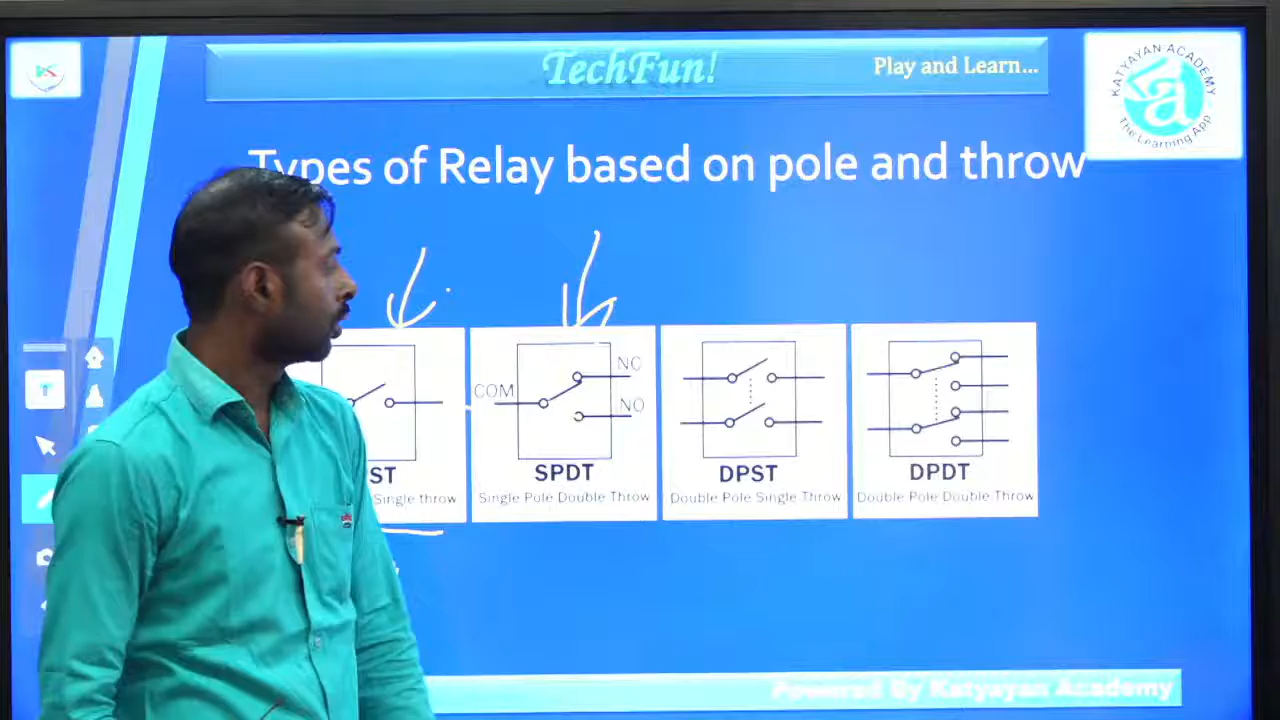 TechFun!
Play and Learn...
KATYAYAN ACADEMY
The Learning App
Types of Relay based on pole and throw
COM
NC
NO
ST
SPDT
DPST
DPDT
Single throw
Single Pole Double Throw
Double Pole Single Throw
Double Pole Double Throw
Powered By Katyayan Academy